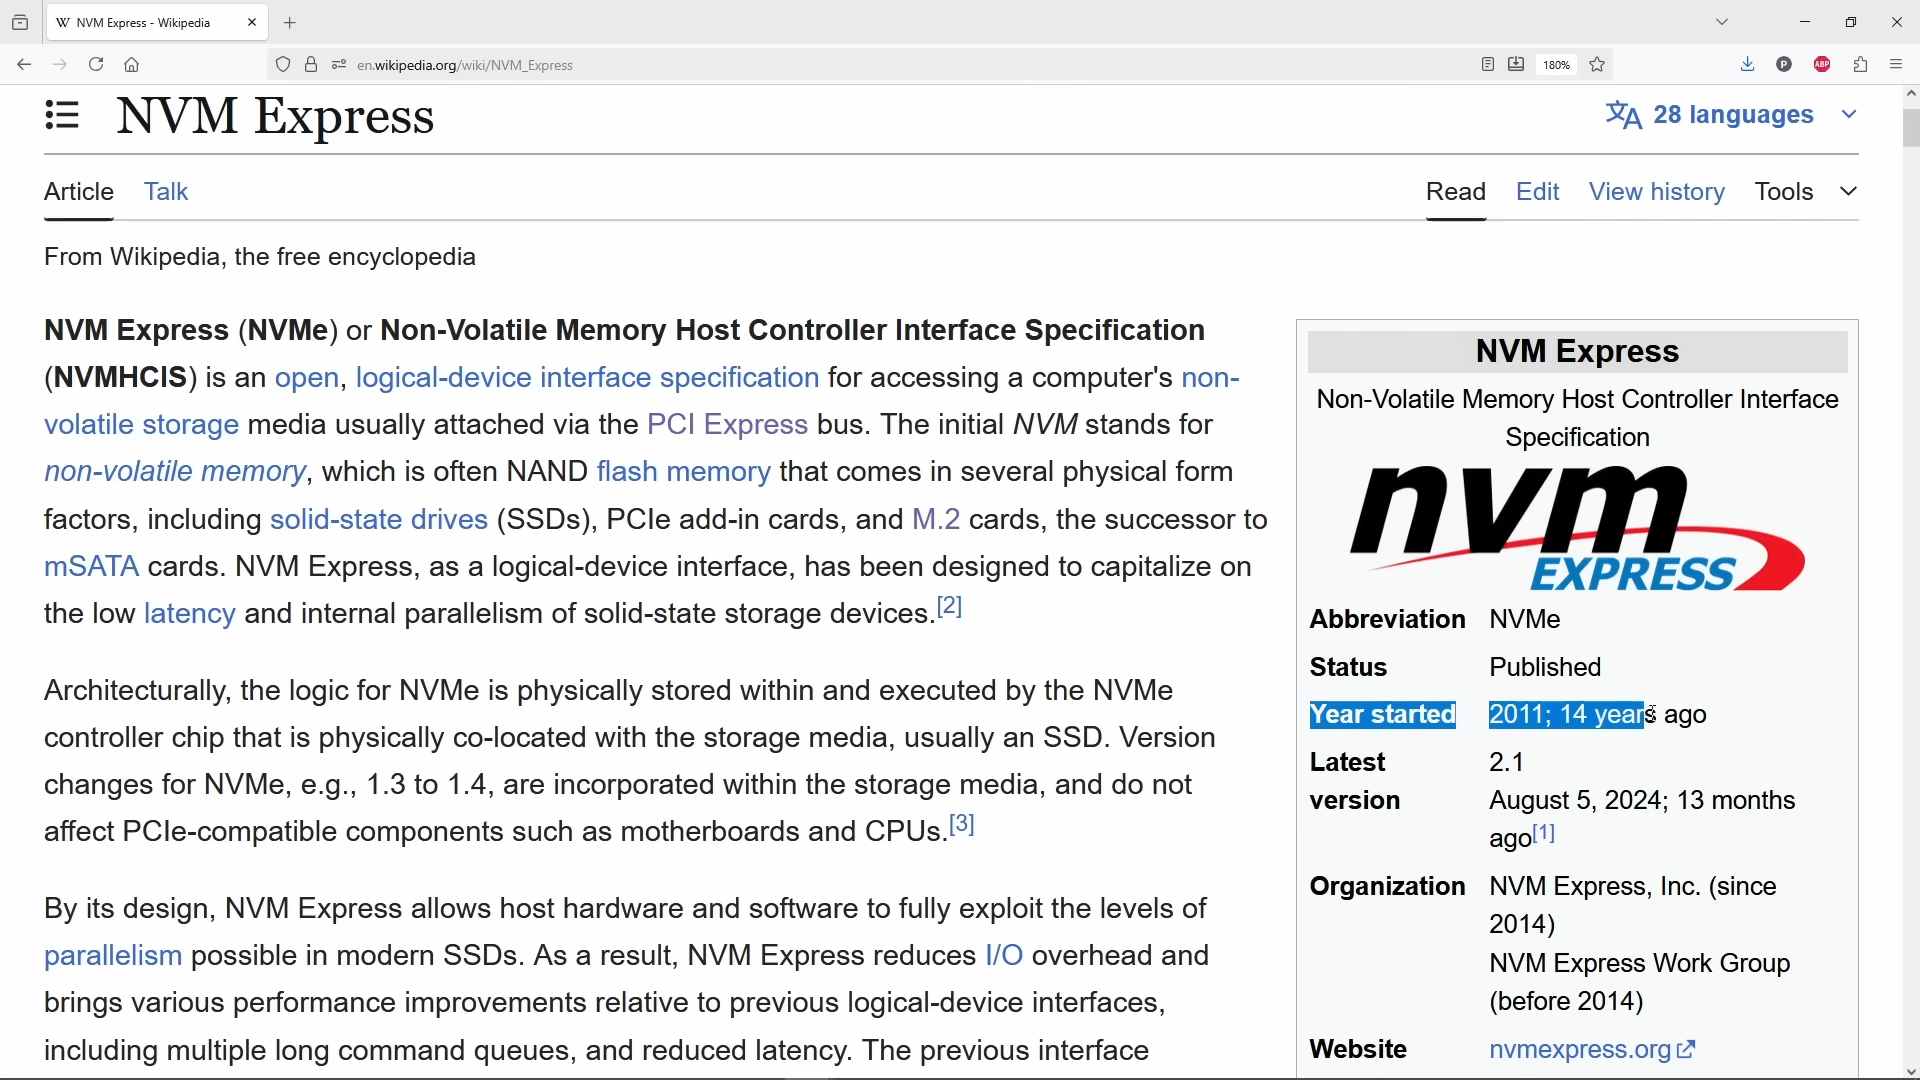 NVM Express - Wikipedia
en.wikipedia.org/wiki/NVM_Express
180%
P
ABP
NVM Express
28 languages
Article Talk
Read Edit View history Tools
From Wikipedia, the free encyclopedia
NVM Express (NVMe) or Non-Volatile Memory Host Controller Interface Specification
(NVMHCIS) is an open, logical-device interface specification for accessing a computer's non-
volatile storage media usually attached via the PCI Express bus. The initial NVM stands for
non-volatile memory, which is often NAND flash memory that comes in several physical form
factors, including solid-state drives (SSDs), PCIe add-in cards, and M.2 cards, the successor to
mSATA cards. NVM Express, as a logical-device interface, has been designed to capitalize on
the low latency and internal parallelism of solid-state storage devices.[2]
Architecturally, the logic for NVMe is physically stored within and executed by the NVMe
controller chip that is physically co-located with the storage media, usually an SSD. Version
changes for NVMe, e.g., 1.3 to 1.4, are incorporated within the storage media, and do not
affect PCIe-compatible components such as motherboards and CPUs.[3]
By its design, NVM Express allows host hardware and software to fully exploit the levels of
parallelism possible in modern SSDs. As a result, NVM Express reduces I/O overhead and
brings various performance improvements relative to previous logical-device interfaces,
including multiple long command queues, and reduced latency. The previous interface
NVM Express
Non-Volatile Memory Host Controller Interface
Specification
nvm
EXPRESS
Abbreviation NVMe
Status Published
Year started 2011; 14 years ago
Latest 2.1
version August 5, 2024; 13 months
ago[1]
Organization NVM Express, Inc. (since
2014)
NVM Express Work Group
(before 2014)
Website nvmexpress.org